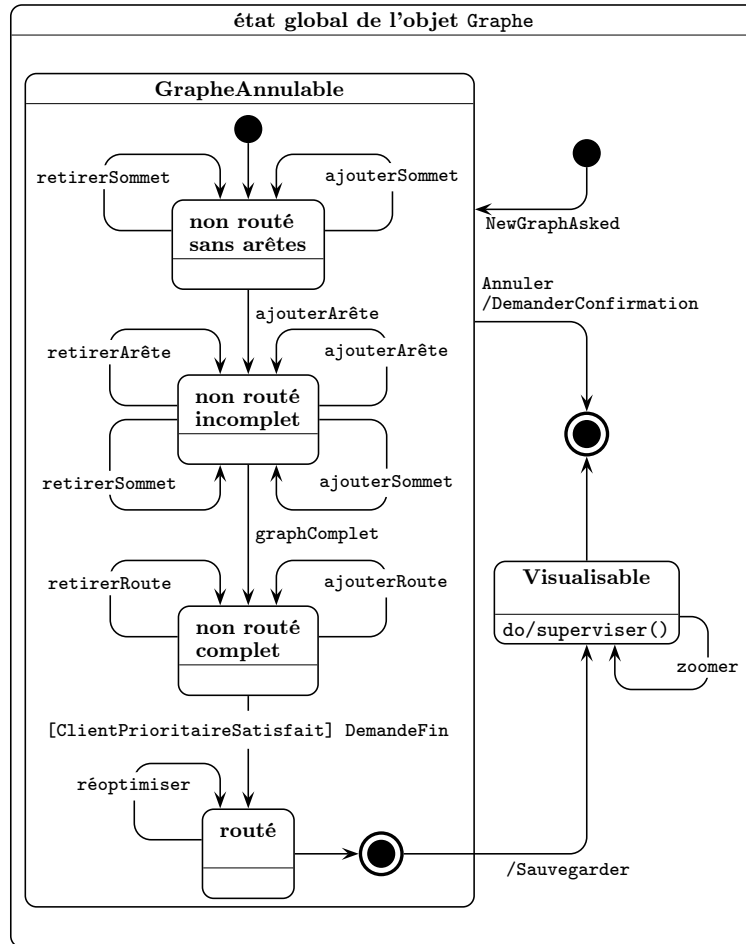 état global de l'objet Graphe
GrapheAnnulable
retirerSommet
ajouterSommet
non routé
sans arêtes
NewGraphAsked
Annuler
/DemanderConfirmation
ajouterArête
retirerArête
ajouterArête
non routé
incomplet
retirerSommet
ajouterSommet
graphComplet
retirerRoute
ajouterRoute
non routé
complet
Visualisable
do/superviser()
zoomer
[ClientPrioritaireSatisfait] DemandeFin
réoptimiser
routé
/Sauvegarder